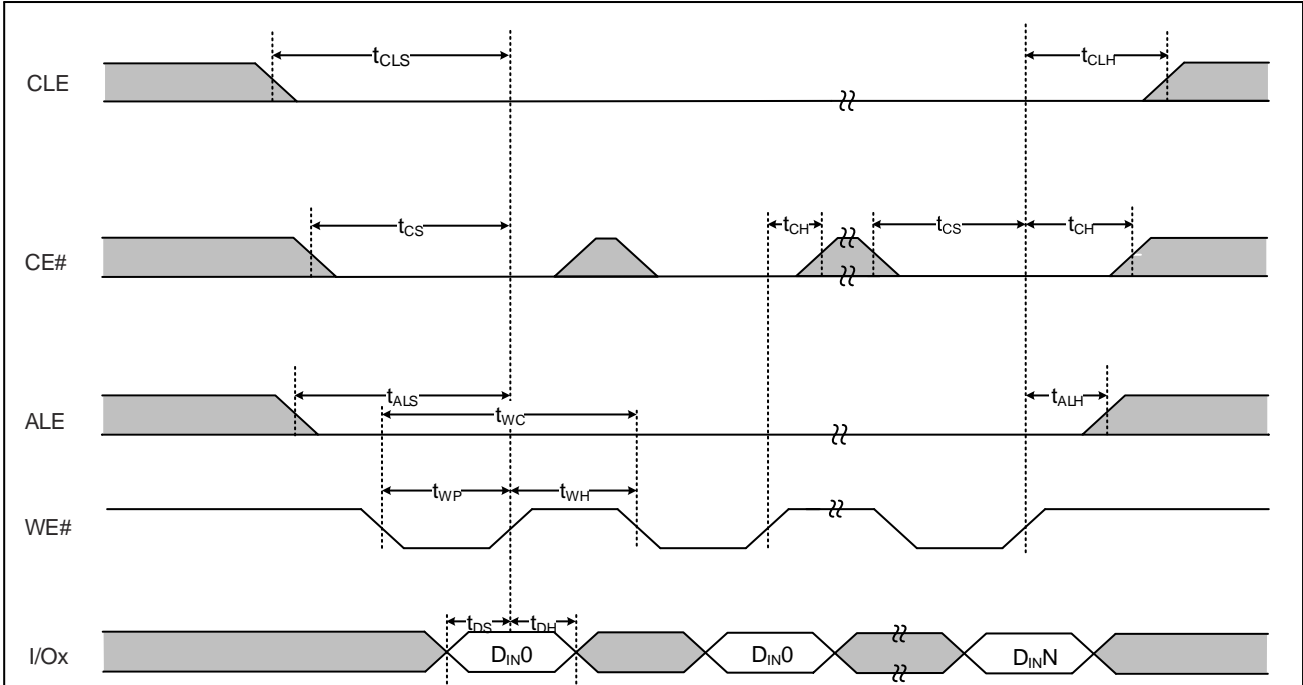 CLE
tCLS
tCLH
CE#
tCS
tCH
tCS
tCH
ALE
tALS
tWC
tALH
WE#
tWP
tWH
I/Ox
tDS
tDH
DIN0
DIN0
DINN